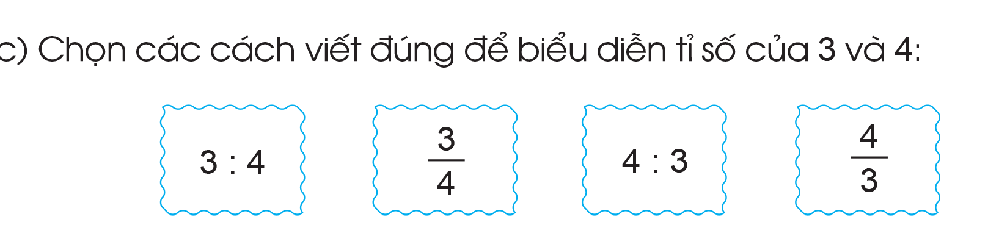 c) Chọn các cách viết đúng để biểu diễn tỉ số của 3 và 4:
3 : 4
3
4
4 : 3
4
3